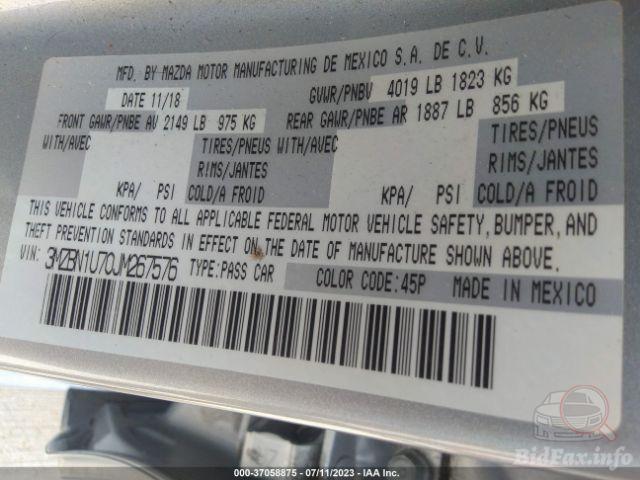 MFD. BY MAZDA MOTOR MANUFACTURING DE MEXICO S.A. DE C.V.
DATE 11/18 GVWR/PNBV 4019 LB 1823 KG
FRONT GAWR/PNBE AV 2149 LB 975 KG REAR GAWR/PNBE AR 1887 LB 856 KG
WITH/AVEC TIRES/PNEUS WITH/AVEC TIRES/PNEUS
RIMS/JANTES RIMS/JANTES
KPA/ PSI COLD/A FROID KPA/ PSI COLD/A FROID
THIS VEHICLE CONFORMS TO ALL APPLICABLE FEDERAL MOTOR VEHICLE SAFETY, BUMPER, AND
THEFT PREVENTION STANDARDS IN EFFECT ON THE DATE OF MANUFACTURE SHOWN ABOVE.
VIN: 3MZBN1U70JM267576 TYPE:PASS CAR COLOR CODE:45P MADE IN MEXICO
BidFax.info
000-37058875 - 07/11/2023 - IAA Inc.